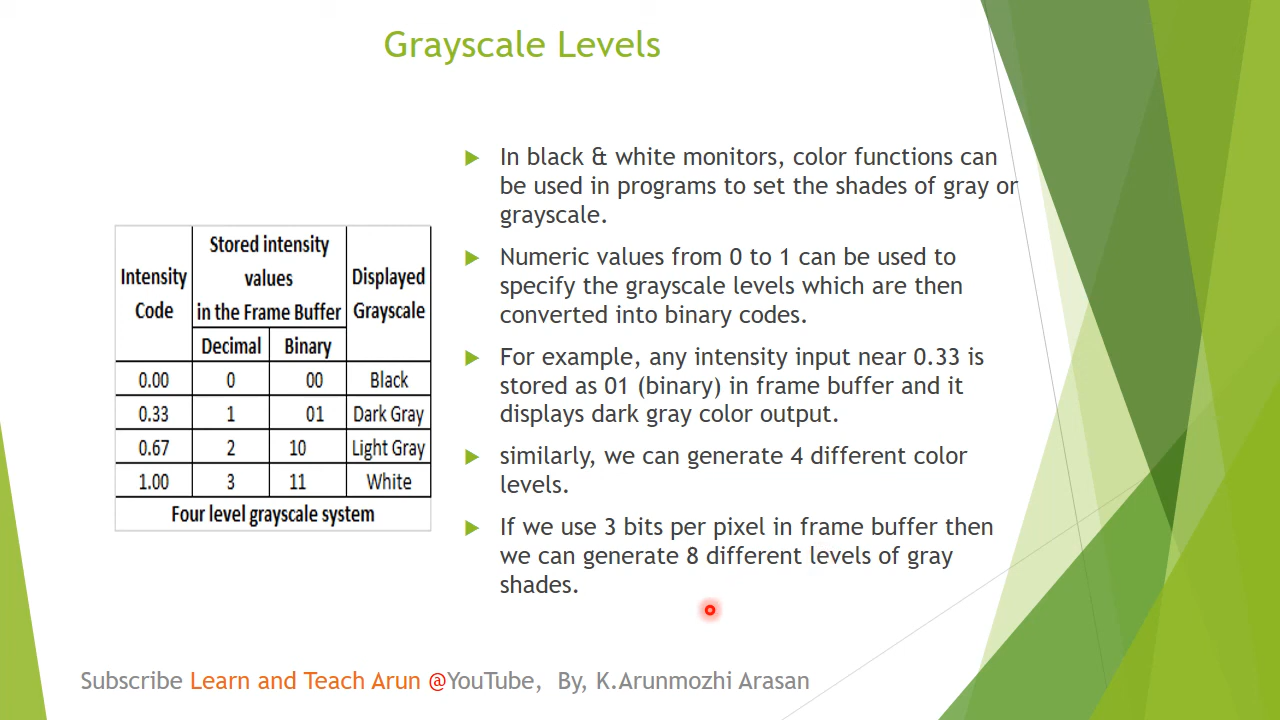 Grayscale Levels
Intensity Code
Stored intensity values in the Frame Buffer
Displayed Grayscale
Decimal Binary
0.00 0 00 Black
0.33 1 01 Dark Gray
0.67 2 10 Light Gray
1.00 3 11 White
Four level grayscale system
In black & white monitors, color functions can
be used in programs to set the shades of gray or
grayscale.
Numeric values from 0 to 1 can be used to
specify the grayscale levels which are then
converted into binary codes.
For example, any intensity input near 0.33 is
stored as 01 (binary) in frame buffer and it
displays dark gray color output.
similarly, we can generate 4 different color
levels.
If we use 3 bits per pixel in frame buffer then
we can generate 8 different levels of gray
shades.
Subscribe Learn and Teach Arun @YouTube, By, K.Arunmozhi Arasan